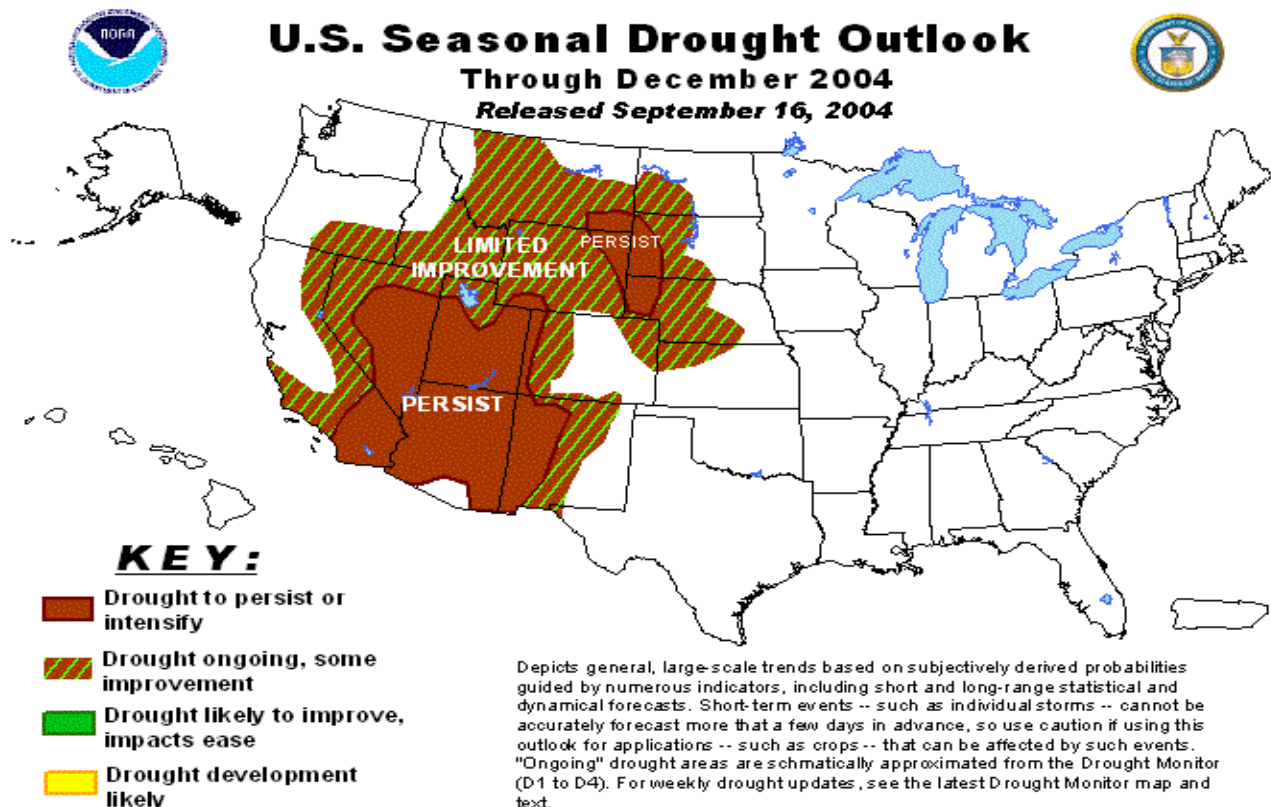 NOAA
U.S. Seasonal Drought Outlook
Through December 2004
Released September 16, 2004
LIMITED
IMPROVEMENT
PERSIST
PERSIST
KEY:
Drought to persist or
intensify
Drought ongoing, some
improvement
Drought likely to improve,
impacts ease
Drought development
likely
Depicts general, large-scale trends based on subjectively derived probabilities
guided by numerous indicators, including short and long-range statistical and
dynamical forecasts. Short-term events -- such as individual storms -- cannot be
accurately forecast more that a few days in advance, so use caution if using this
outlook for applications -- such as crops -- that can be affected by such events.
"Ongoing" drought areas are schmatically approximated from the Drought Monitor
(D1 to D4). For weekly drought updates, see the latest Drought Monitor map and
text.